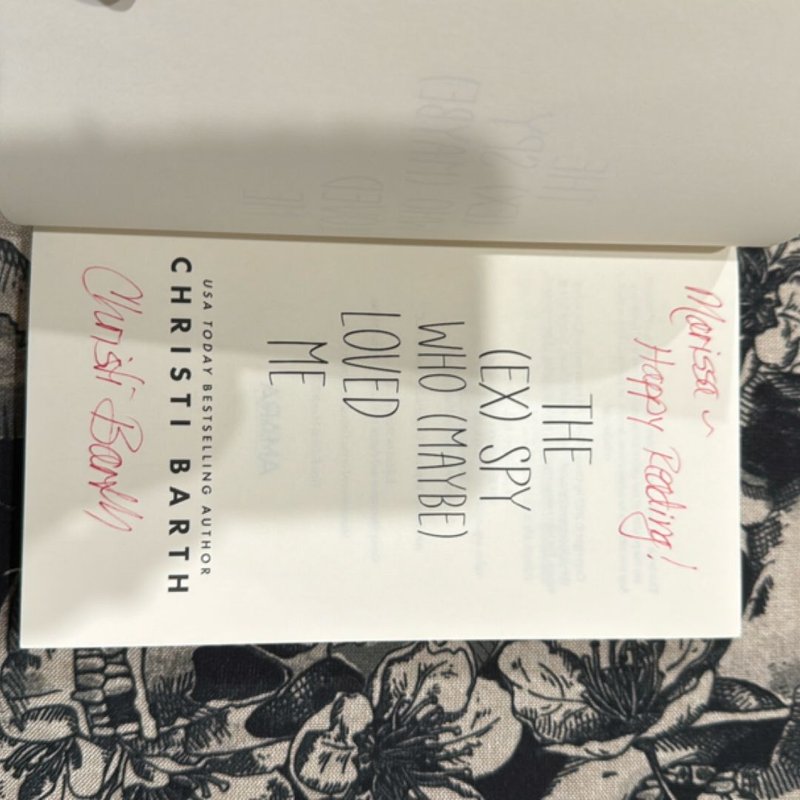 Marissa ~
Happy Reading!
THE
(EX) SPY
WHO (MAYBE)
LOVED
ME
USA TODAY BESTSELLING AUTHOR
CHRISTI BARTH
Christi Barth